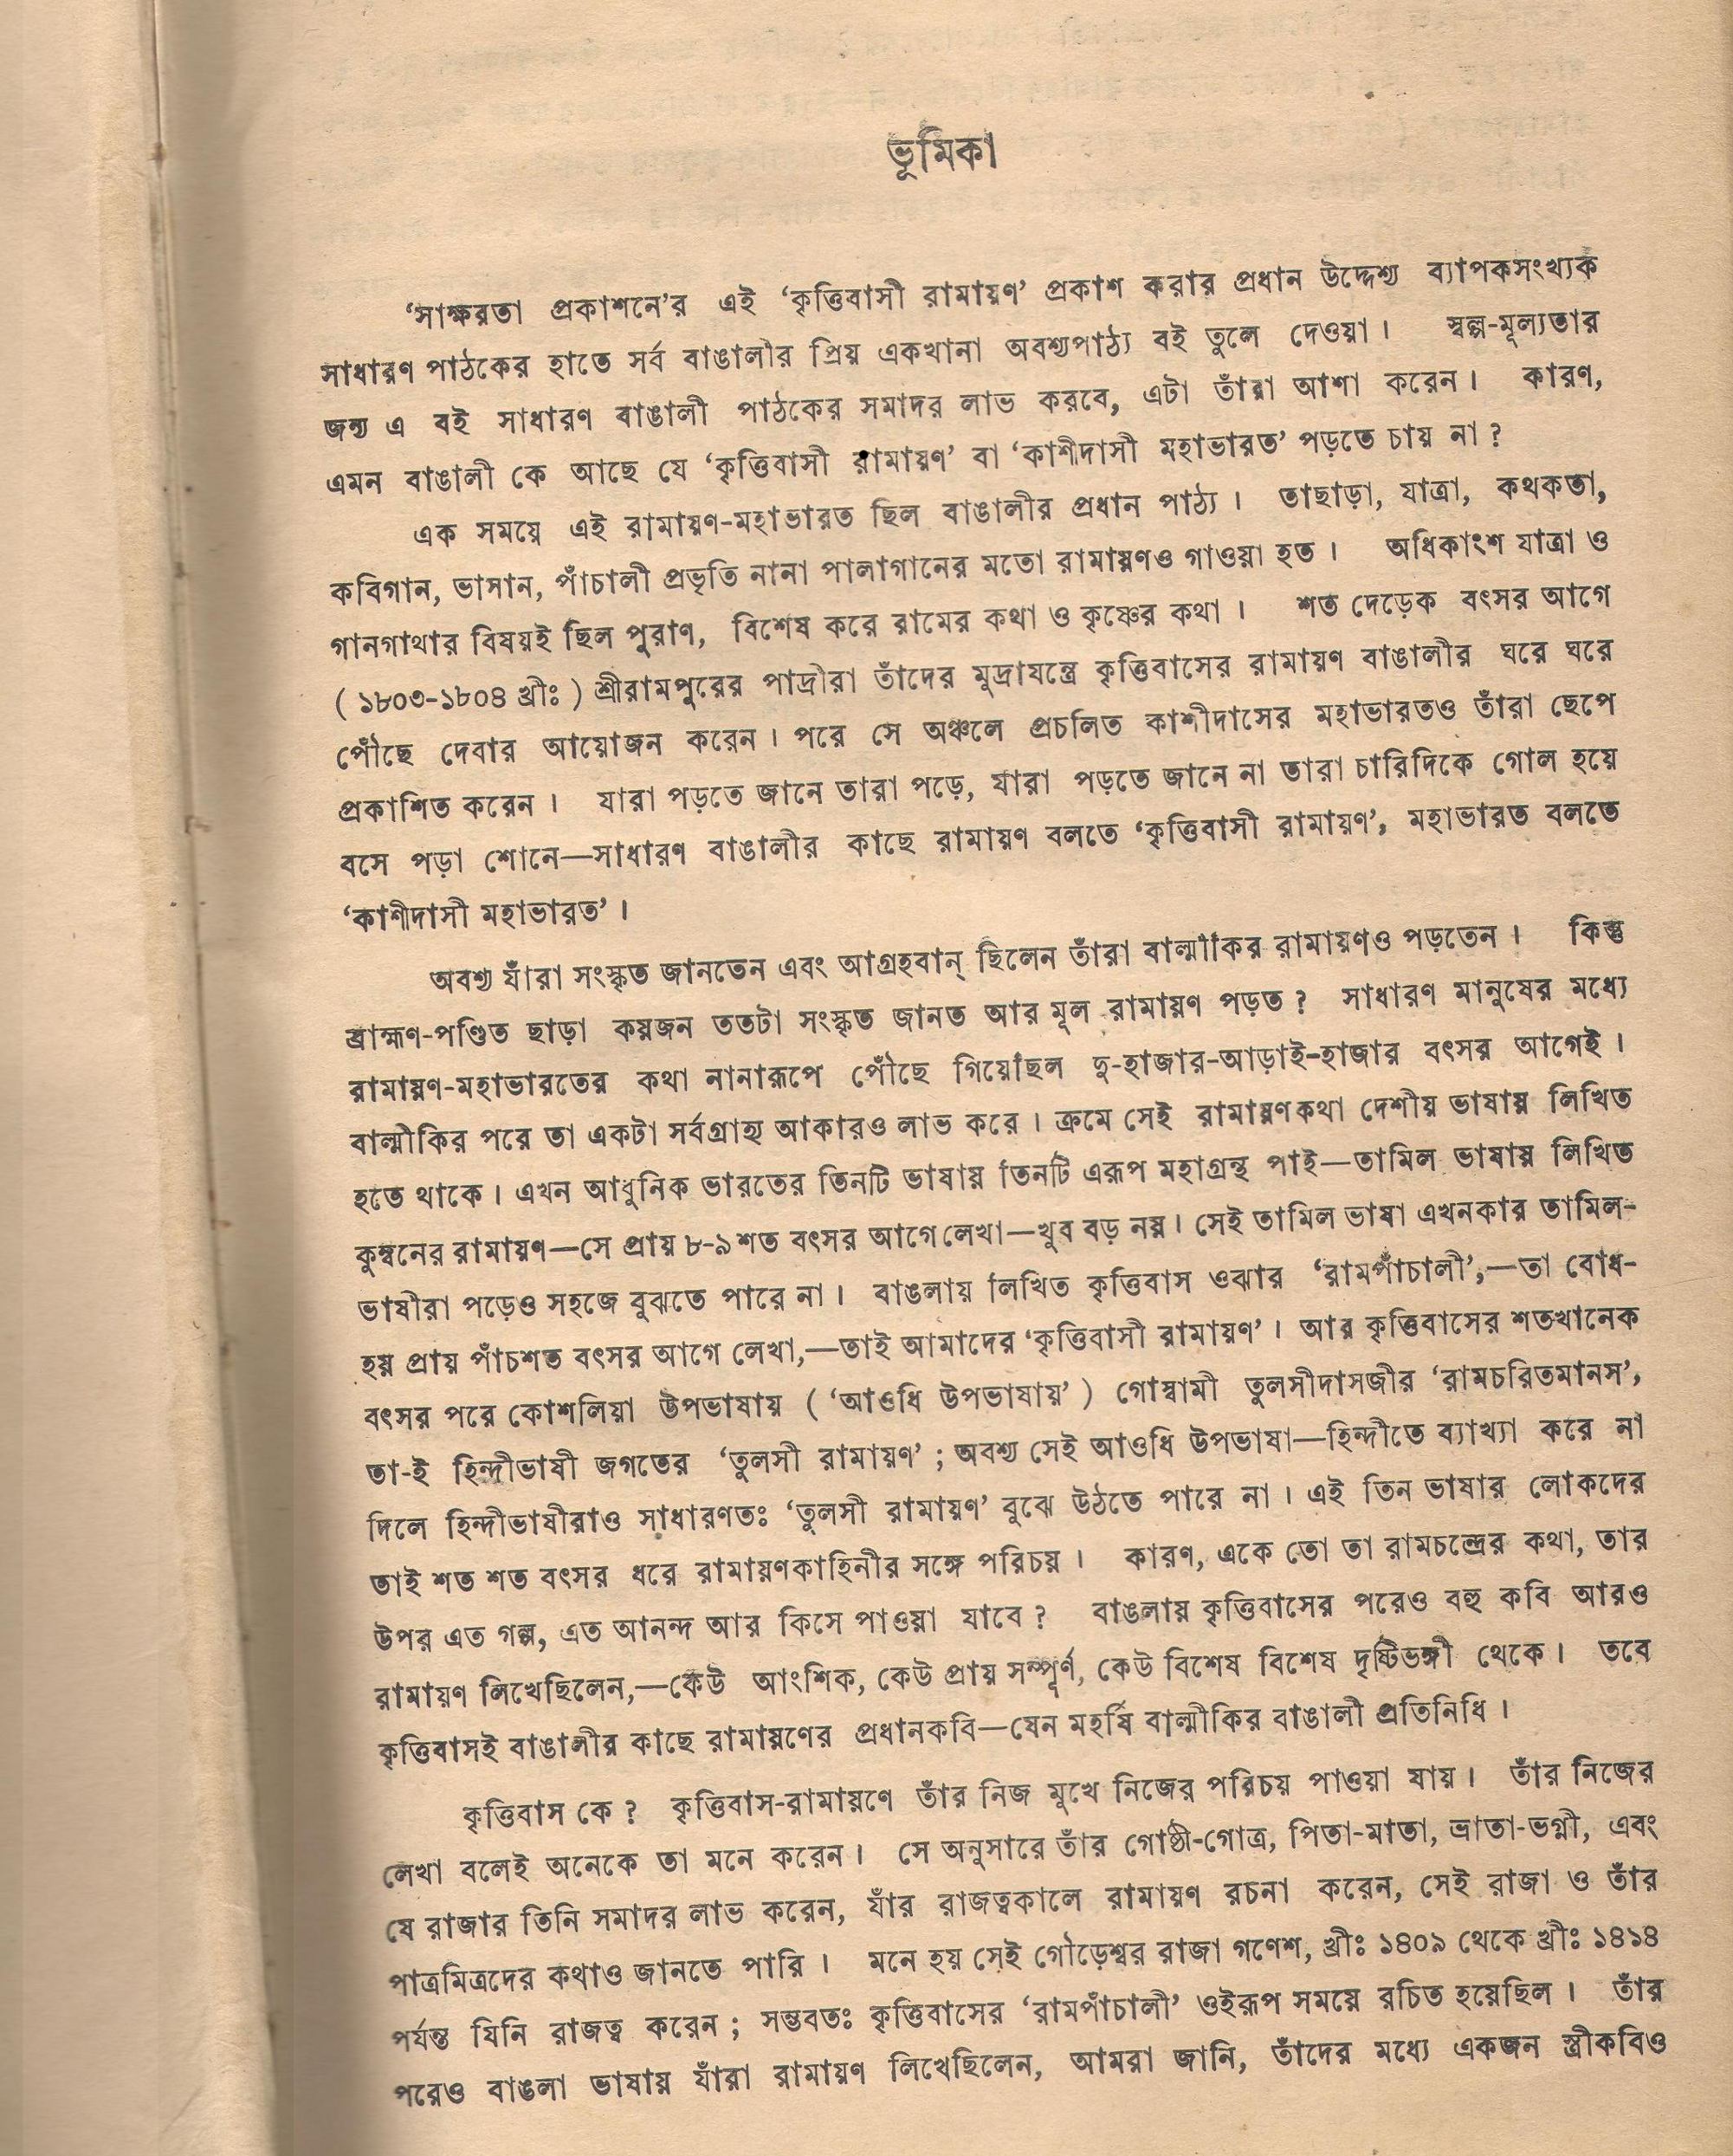 ভূমিকা
‘সাক্ষরতা প্রকাশনে’র এই ‘কৃত্তিবাসী রামায়ণ’ প্রকাশ করার প্রধান উদ্দেশ্য ব্যাপকসংখ্যক
সাধারণ পাঠকের হাতে সর্ব বাঙালীর প্রিয় একখানা অবশ্যপাঠ্য বই তুলে দেওয়া। স্বল্প-মূল্যতার
জন্য এ বই সাধারণ বাঙালী পাঠকের সমাদর লাভ করবে, এটা তাঁরা আশা করেন। কারণ,
এমন বাঙালী কে আছে যে ‘কৃত্তিবাসী রামায়ণ’ বা ‘কাশীদাসী মহাভারত’ পড়তে চায় না?
এক সময়ে এই রামায়ণ-মহাভারত ছিল বাঙালীর প্রধান পাঠ্য। তাছাড়া, যাত্রা, কথকতা,
কবিগান, ভাসান, পাঁচালী প্রভৃতি নানা পালাগানের মতো রামায়ণও গাওয়া হত। অধিকাংশ যাত্রা ও
গানগাথার বিষয়ই ছিল পুরাণ, বিশেষ করে রামের কথা ও কৃষ্ণের কথা। শত দেড়েক বৎসর আগে
( ১৮০৩-১৮০৪ খ্রীঃ ) শ্রীরামপুরের পাদ্রীরা তাঁদের মুদ্রাযন্ত্রে কৃত্তিবাসের রামায়ণ বাঙালীর ঘরে ঘরে
পৌঁছে দেবার আয়োজন করেন। পরে সে অঞ্চলে প্রচলিত কাশীদাসের মহাভারতও তাঁরা ছেপে
প্রকাশিত করেন। যারা পড়তে জানে তারা পড়ে, যারা পড়তে জানে না তারা চারিদিকে গোল হয়ে
বসে পড়া শোনে—সাধারণ বাঙালীর কাছে রামায়ণ বলতে ‘কৃত্তিবাসী রামায়ণ’, মহাভারত বলতে
‘কাশীদাসী মহাভারত’।
অবশ্য যাঁরা সংস্কৃত জানতেন এবং আগ্রহবান্ ছিলেন তাঁরা বাল্মীকির রামায়ণও পড়তেন। কিন্তু
ব্রাহ্মণ-পণ্ডিত ছাড়া কয়জন ততটা সংস্কৃত জানত আর মূল রামায়ণ পড়ত? সাধারণ মানুষের মধ্যে
রামায়ণ-মহাভারতের কথা নানারূপে পৌঁছে গিয়েছিল দু-হাজার-আড়াই-হাজার বৎসর আগেই।
বাল্মীকির পরে তা একটা সর্বগ্রাহ্য আকারও লাভ করে। ক্রমে সেই রামায়ণকথা দেশীয় ভাষায় লিখিত
হতে থাকে। এখন আধুনিক ভারতের তিনটি ভাষায় তিনটি এরূপ মহাগ্রন্থ পাই—তামিল ভাষায় লিখিত
কুম্বনের রামায়ণ—সে প্রায় ৮-৯ শত বৎসর আগে লেখা—খুব বড় নয়। সেই তামিল ভাষা এখনকার তামিল-
ভাষীরা পড়েও সহজে বুঝতে পারে না। বাঙলায় লিখিত কৃত্তিবাস ওঝার ‘রামপাঁচালী’,—তা বোধ-
হয় প্রায় পাঁচশত বৎসর আগে লেখা,—তাই আমাদের ‘কৃত্তিবাসী রামায়ণ’। আর কৃত্তিবাসের শতখানেক
বৎসর পরে কোশলিয়া উপভাষায় ( ‘আওধি উপভাষায়’ ) গোস্বামী তুলসীদাসজীর ‘রামচরিতমানস’,
তা-ই হিন্দীভাষী জগতের ‘তুলসী রামায়ণ’ ; অবশ্য সেই আওধি উপভাষা—হিন্দীতে ব্যাখ্যা করে না
দিলে হিন্দীভাষীরাও সাধারণতঃ ‘তুলসী রামায়ণ’ বুঝে উঠতে পারে না। এই তিন ভাষার লোকদের
তাই শত শত বৎসর ধরে রামায়ণকাহিনীর সঙ্গে পরিচয়। কারণ, একে তো তা রামচন্দ্রের কথা, তার
উপর এত গল্প, এত আনন্দ আর কিসে পাওয়া যাবে? বাঙলায় কৃত্তিবাসের পরেও বহু কবি আরও
রামায়ণ লিখেছিলেন,—কেউ আংশিক, কেউ প্রায় সম্পূর্ণ, কেউ বিশেষ বিশেষ দৃষ্টিভঙ্গী থেকে। তবে
কৃত্তিবাসই বাঙালীর কাছে রামায়ণের প্রধানকবি—যেন মহর্ষি বাল্মীকির বাঙালী প্রতিনিধি।
কৃত্তিবাস কে? কৃত্তিবাস-রামায়ণে তাঁর নিজ মুখে নিজের পরিচয় পাওয়া যায়। তাঁর নিজের
লেখা বলেই অনেকে তা মনে করেন। সে অনুসারে তাঁর গোষ্ঠী-গোত্র, পিতা-মাতা, ভ্রাতা-ভগ্নী, এবং
যে রাজার তিনি সমাদর লাভ করেন, যাঁর রাজত্বকালে রামায়ণ রচনা করেন, সেই রাজা ও তাঁর
পাত্রমিত্রদের কথাও জানতে পারি। মনে হয় সেই গৌড়েশ্বর রাজা গণেশ, খ্রীঃ ১৪০৯ থেকে খ্রীঃ ১৪১৪
পর্যন্ত যিনি রাজত্ব করেন ; সম্ভবতঃ কৃত্তিবাসের ‘রামপাঁচালী’ ওইরূপ সময়ে রচিত হয়েছিল। তাঁর
পরেও বাঙলা ভাষায় যাঁরা রামায়ণ লিখেছিলেন, আমরা জানি, তাঁদের মধ্যে একজন স্ত্রীকবিও